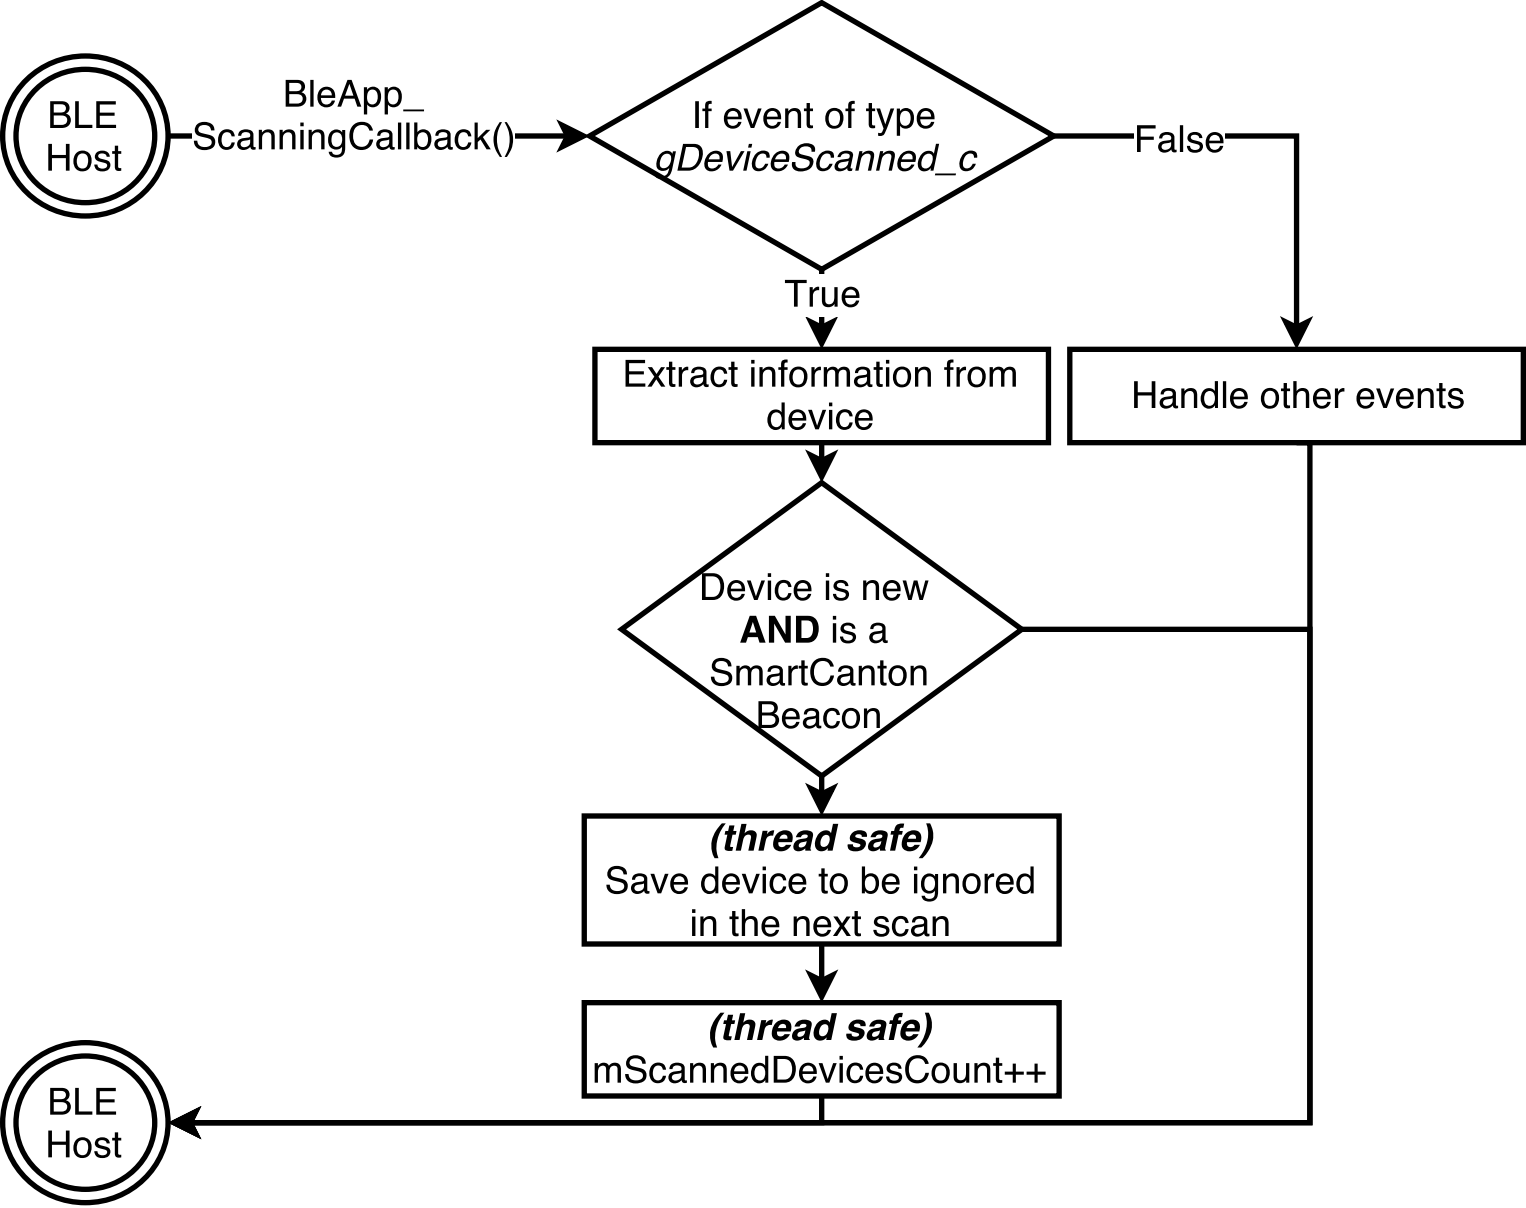 BLE
Host
BleApp_
ScanningCallback()
If event of type
gDeviceScanned_c
False
True
Extract information from
device
Handle other events
Device is new
AND is a
SmartCanton
Beacon
(thread safe)
Save device to be ignored
in the next scan
(thread safe)
mScannedDevicesCount++
BLE
Host